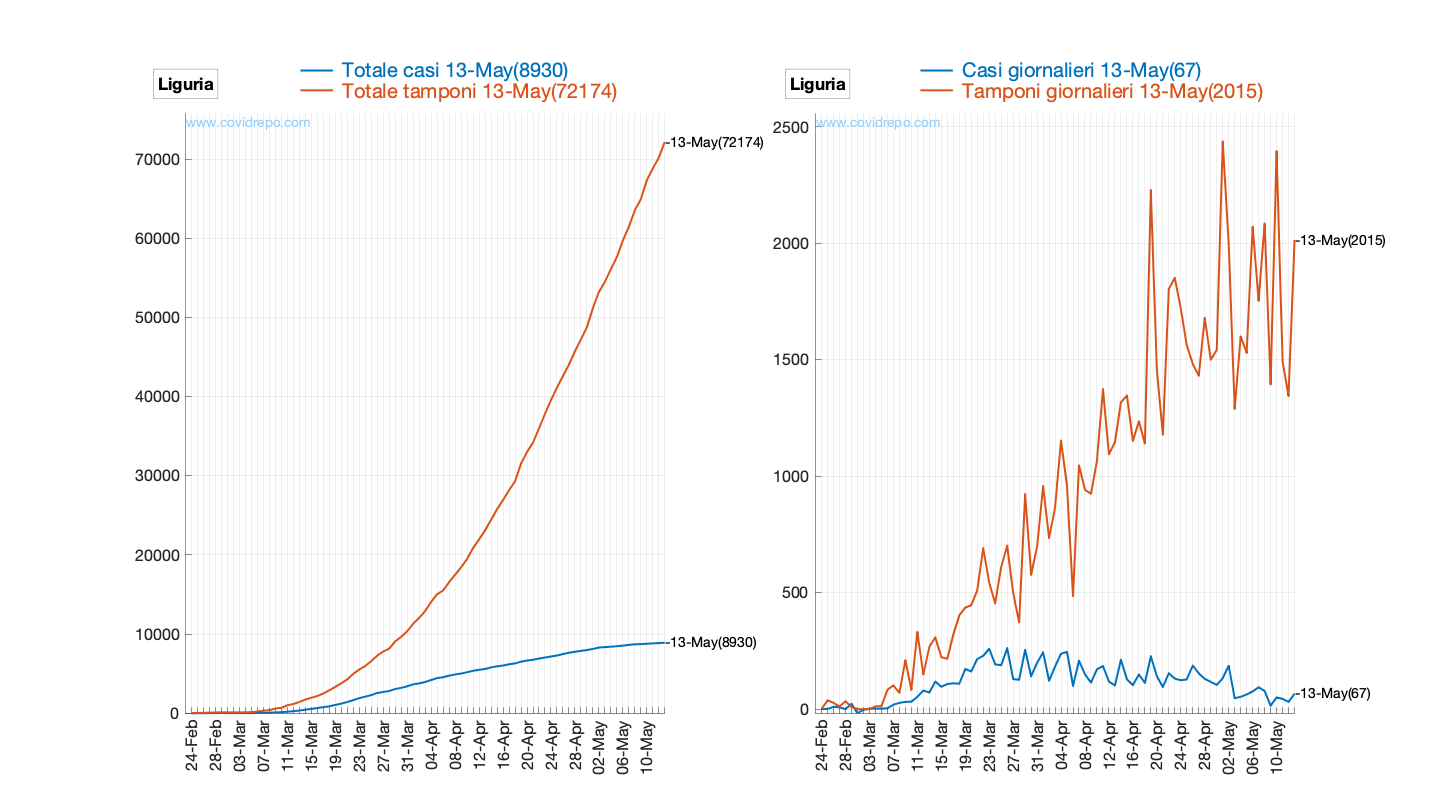 Liguria
Totale casi 13-May(8930)
Totale tamponi 13-May(72174)
www.covidrepo.com
13-May(72174)
70000
60000
50000
40000
30000
20000
10000
0
13-May(8930)
24-Feb
28-Feb
03-Mar
07-Mar
11-Mar
15-Mar
19-Mar
23-Mar
27-Mar
31-Mar
04-Apr
08-Apr
12-Apr
16-Apr
20-Apr
24-Apr
28-Apr
02-May
06-May
10-May
Liguria
Casi giornalieri 13-May(67)
Tamponi giornalieri 13-May(2015)
www.covidrepo.com
2500
2000
1500
1000
500
0
13-May(2015)
13-May(67)
24-Feb
28-Feb
03-Mar
07-Mar
11-Mar
15-Mar
19-Mar
23-Mar
27-Mar
31-Mar
04-Apr
08-Apr
12-Apr
16-Apr
20-Apr
24-Apr
28-Apr
02-May
06-May
10-May